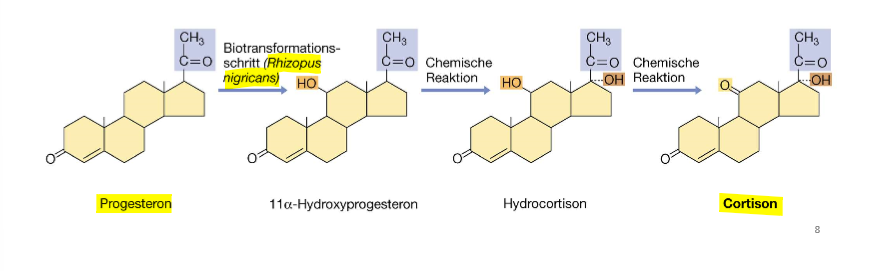 CH₃
C=O
Biotransformations-
schritt (Rhizopus
nigricans)
CH₃
C=O
HO
Chemische
Reaktion
CH₃
C=O
HO
OH
Chemische
Reaktion
CH₃
C=O
O
OH
O
O
O
O
Progesteron
11α-Hydroxyprogesteron
Hydrocortison
Cortison
8